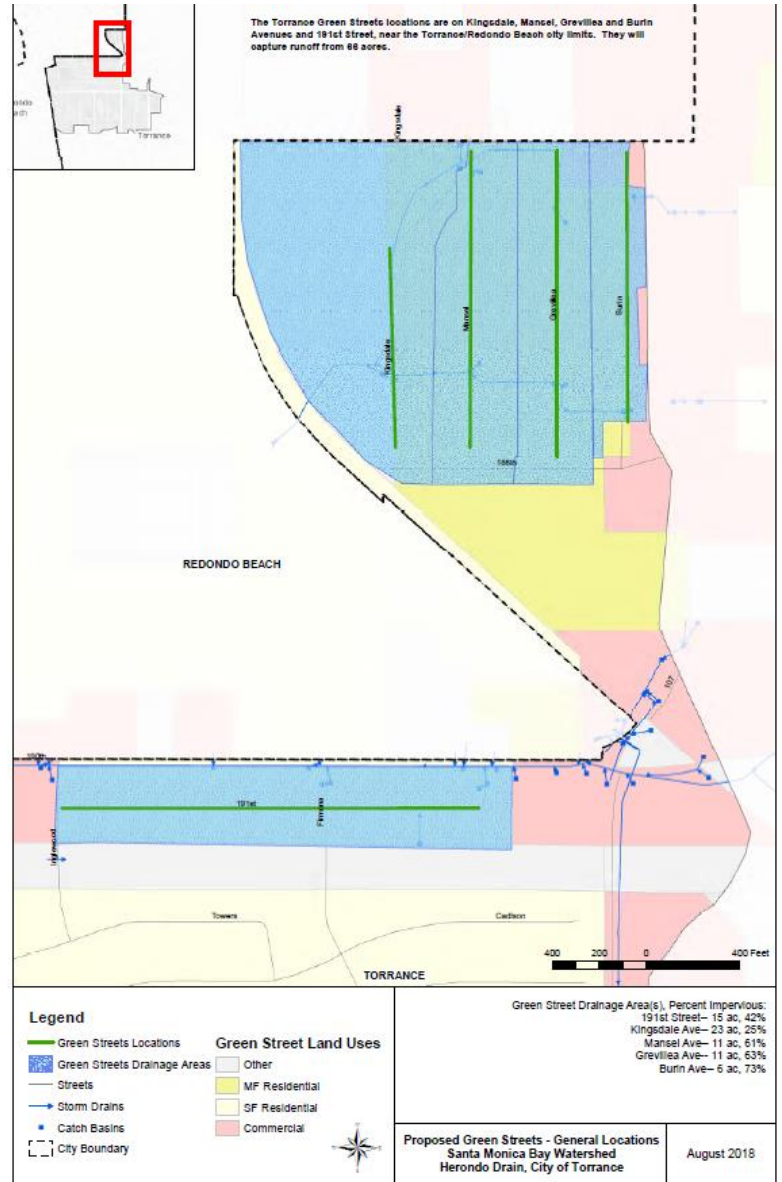 The Torrance Green Streets locations are on Kingsdale, Mansel, Grevillea and Burin
Avenues and 191st Street, near the Torrance/Redondo Beach city limits. They will
capture runoff from 66 acres.
Torrance
Kingsdale
Kingsdale
Mansel
Grevillea
Burin
186th
REDONDO BEACH
107
190th
191st
Firmona
Inglewood
Towers
Cadison
400 200 0 400 Feet
TORRANCE
Legend
Green Streets Locations
Green Streets Drainage Areas
Streets
Storm Drains
Catch Basins
City Boundary
Green Street Land Uses
Other
MF Residential
SF Residential
Commercial
Green Street Drainage Area(s), Percent Impervious:
191st Street-- 15 ac, 42%
Kingsdale Ave-- 23 ac, 25%
Mansel Ave-- 11 ac, 61%
Grevillea Ave-- 11 ac, 63%
Burin Ave-- 6 ac, 73%
Proposed Green Streets - General Locations
Santa Monica Bay Watershed
Herondo Drain, City of Torrance
August 2018